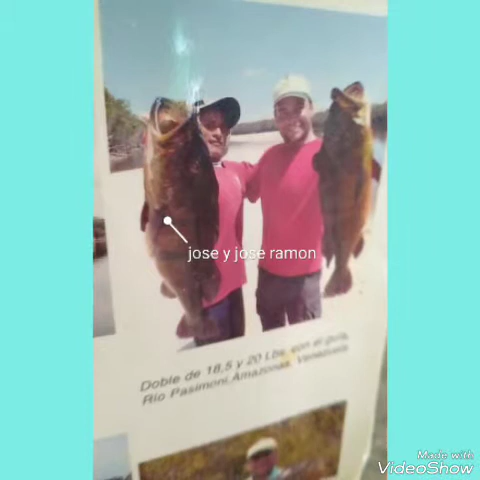 jose y jose ramon
Doble de 18,5 y 20 Lbs. con el guía,
Río Pasimoni, Amazonas. Venezuela
Made with
VideoShow